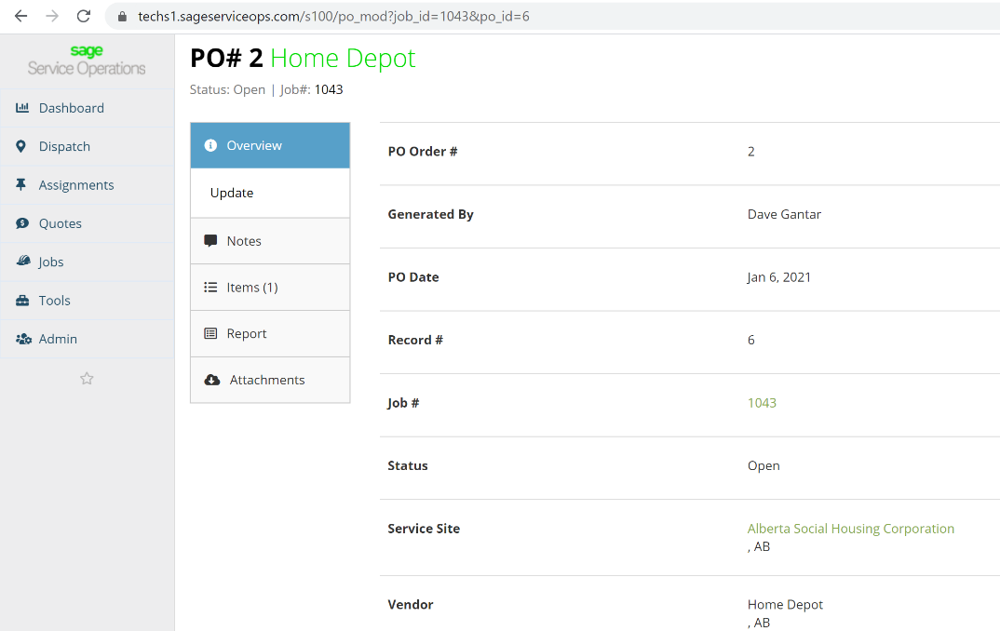 techs1.sageserviceops.com/s100/po_mod?job_id=1043&po_id=6
sage
Service Operations
Dashboard
Dispatch
Assignments
Quotes
Jobs
Tools
Admin
PO# 2 Home Depot
Status: Open | Job#: 1043
Overview
Update
Notes
Items (1)
Report
Attachments
PO Order # 2
Generated By Dave Gantar
PO Date Jan 6, 2021
Record # 6
Job # 1043
Status Open
Service Site Alberta Social Housing Corporation
, AB
Vendor Home Depot
, AB